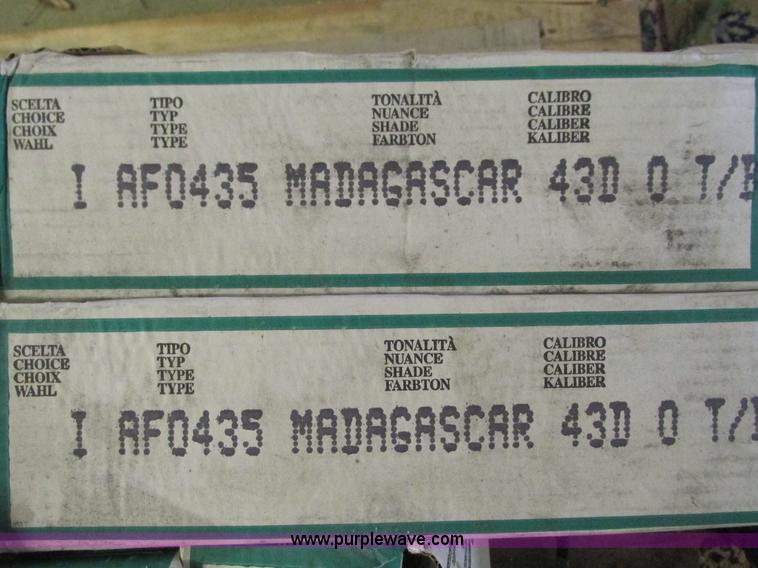 SCELTA TIPO TONALITÀ CALIBRO
CHOICE TYP NUANCE CALIBRE
CHOIX TYPE SHADE CALIBER
WAHL TYPE FARBTON KALIBER
I AF0435 MADAGASCAR 43D 0 T/B
SCELTA TIPO TONALITÀ CALIBRO
CHOICE TYP NUANCE CALIBRE
CHOIX TYPE SHADE CALIBER
WAHL TYPE FARBTON KALIBER
I AF0435 MADAGASCAR 43D 0 T/B
www.purplewave.com